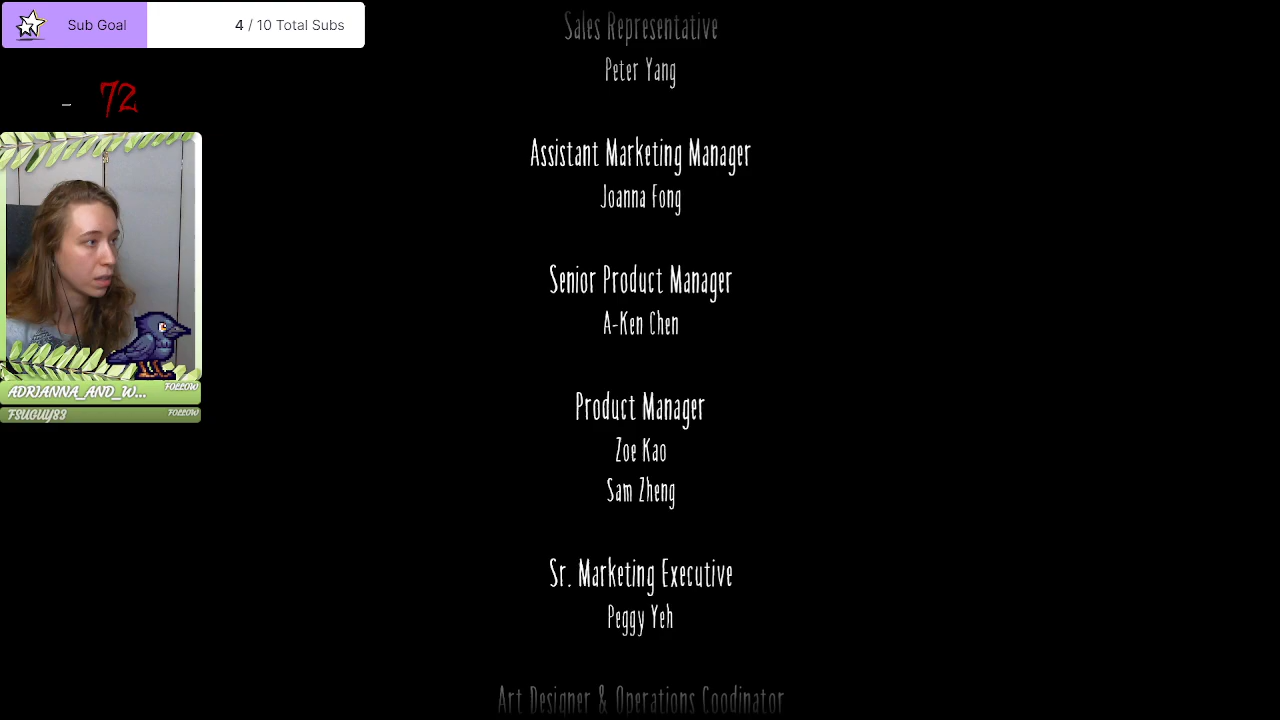 Sub Goal
4 / 10 Total Subs
- 72
ADRIANNA_AND_W...
FOLLOW
FSUGUY83
FOLLOW
Sales Representative
Peter Yang
Assistant Marketing Manager
Joanna Fong
Senior Product Manager
A-Ken Chen
Product Manager
Zoe Kao
Sam Zheng
Sr. Marketing Executive
Peggy Yeh
Art Designer & Operations Coodinator